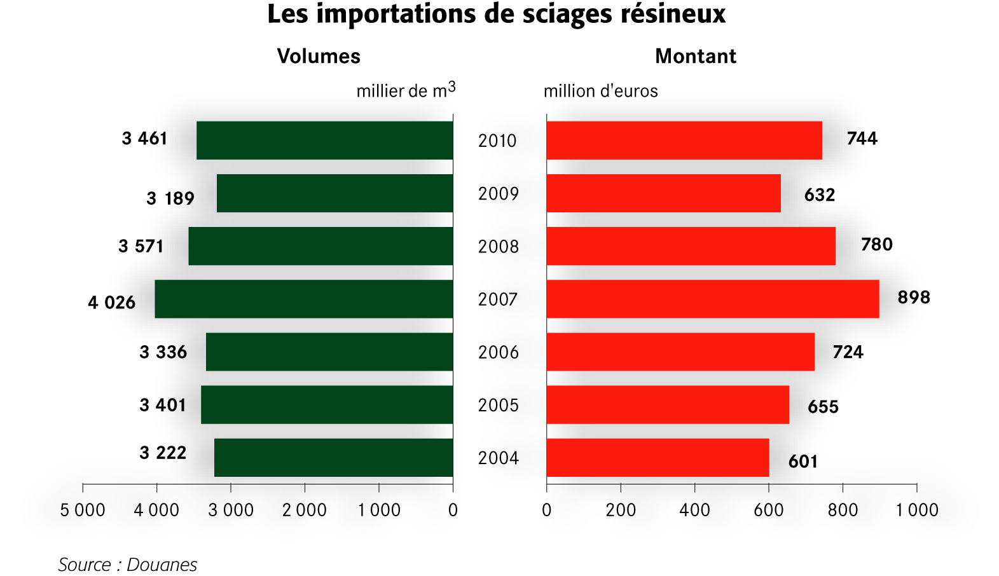 Les importations de sciages résineux
Volumes Montant
millier de m³ million d'euros
3 461 2010 744
3 189 2009 632
3 571 2008 780
4 026 2007 898
3 336 2006 724
3 401 2005 655
3 222 2004 601
5 000 4 000 3 000 2 000 1 000 0 0 200 400 600 800 1 000
Source : Douanes